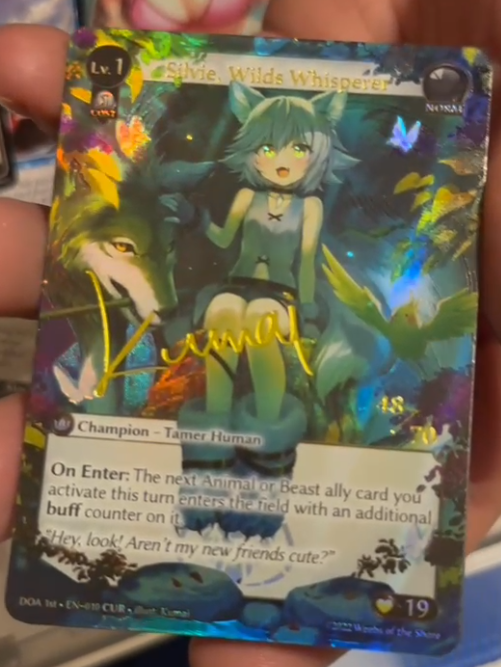 Lv. 1
Silvie, Wilds Whisperer
NORM
COST
Kumai
48
70
Champion – Tamer Human
On Enter: The next Animal or Beast ally card you
activate this turn enters the field with an additional
buff counter on it.
"Hey, look! Aren't my new friends cute?"
19
DOA 1st • EN-010 CUR • Illust. Kumai
©2022 Weebs of the Shore